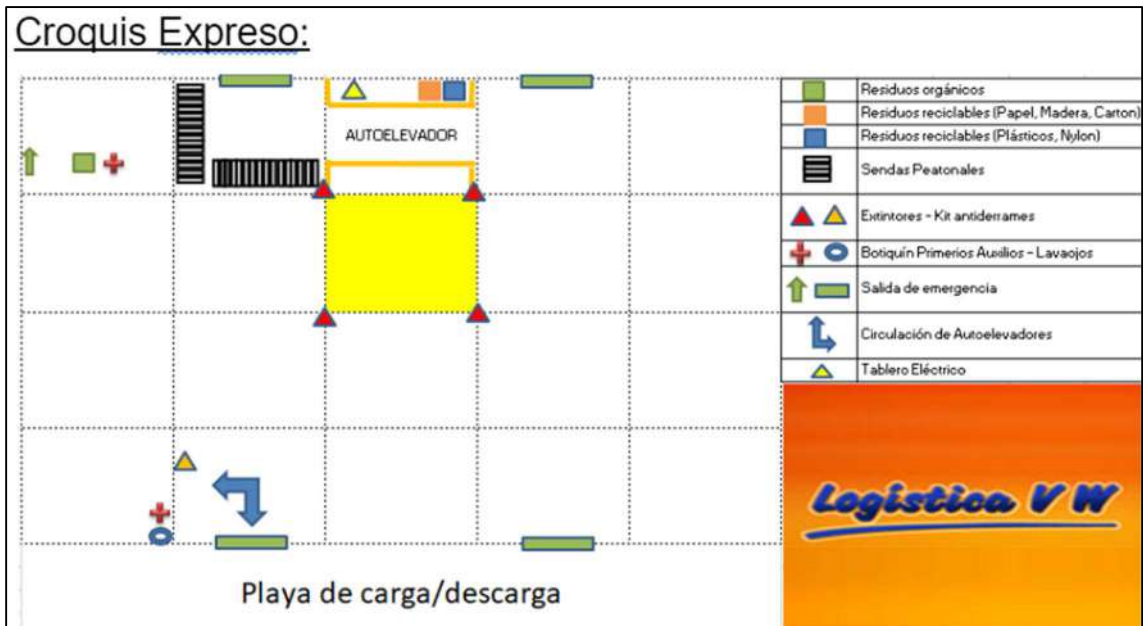 Croquis Expreso:
AUTOELEVADOR
Residuos orgánicos
Residuos reciclables (Papel, Madera, Carton)
Residuos reciclables (Plásticos, Nylon)
Sendas Peatonales
Extintores - Kit antiderrames
Botiquín Primerios Auxilios - Lavaojos
Salida de emergencia
Circulación de Autoelevadores
Tablero Eléctrico
Logistica V W
Playa de carga/descarga